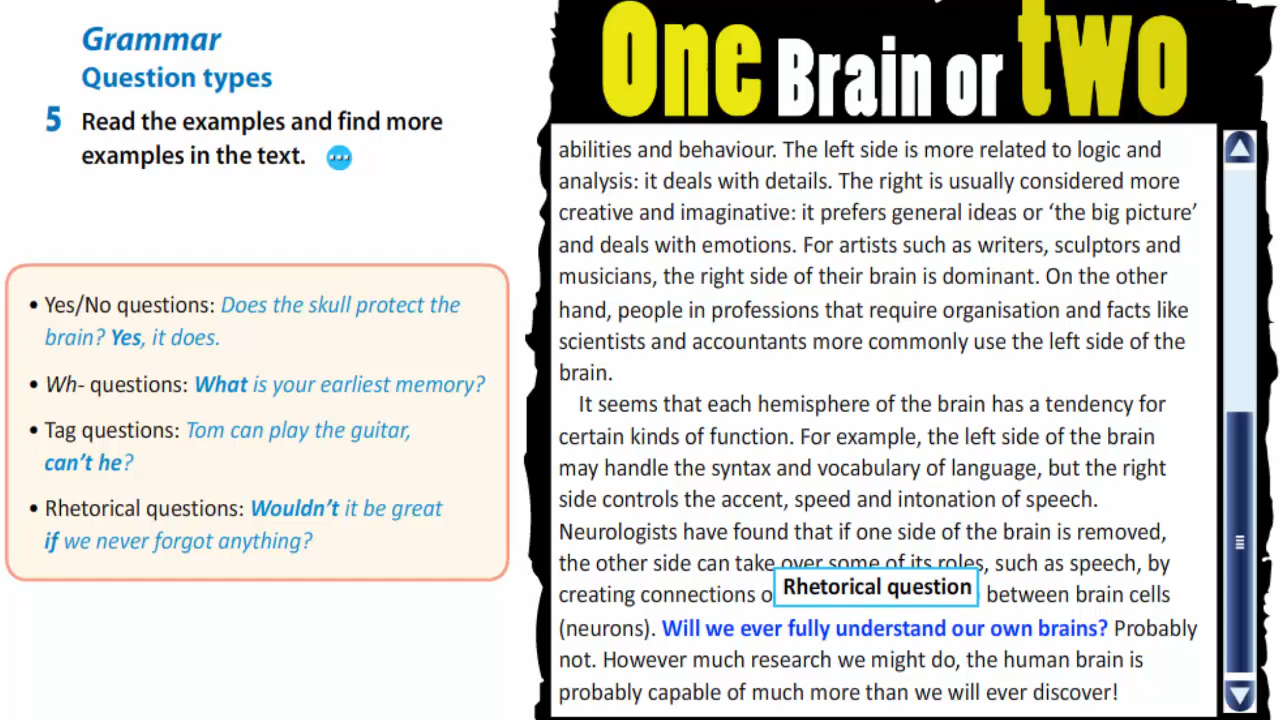 Grammar
Question types
5 Read the examples and find more
examples in the text.
• Yes/No questions: Does the skull protect the
brain? Yes, it does.
• Wh- questions: What is your earliest memory?
• Tag questions: Tom can play the guitar,
can't he?
• Rhetorical questions: Wouldn't it be great
if we never forgot anything?
One Brain or two
abilities and behaviour. The left side is more related to logic and
analysis: it deals with details. The right is usually considered more
creative and imaginative: it prefers general ideas or 'the big picture'
and deals with emotions. For artists such as writers, sculptors and
musicians, the right side of their brain is dominant. On the other
hand, people in professions that require organisation and facts like
scientists and accountants more commonly use the left side of the
brain.
It seems that each hemisphere of the brain has a tendency for
certain kinds of function. For example, the left side of the brain
may handle the syntax and vocabulary of language, but the right
side controls the accent, speed and intonation of speech.
Neurologists have found that if one side of the brain is removed,
the other side can take over some of its roles, such as speech, by
creating connections between brain cells
Rhetorical question
(neurons). Will we ever fully understand our own brains? Probably
not. However much research we might do, the human brain is
probably capable of much more than we will ever discover!